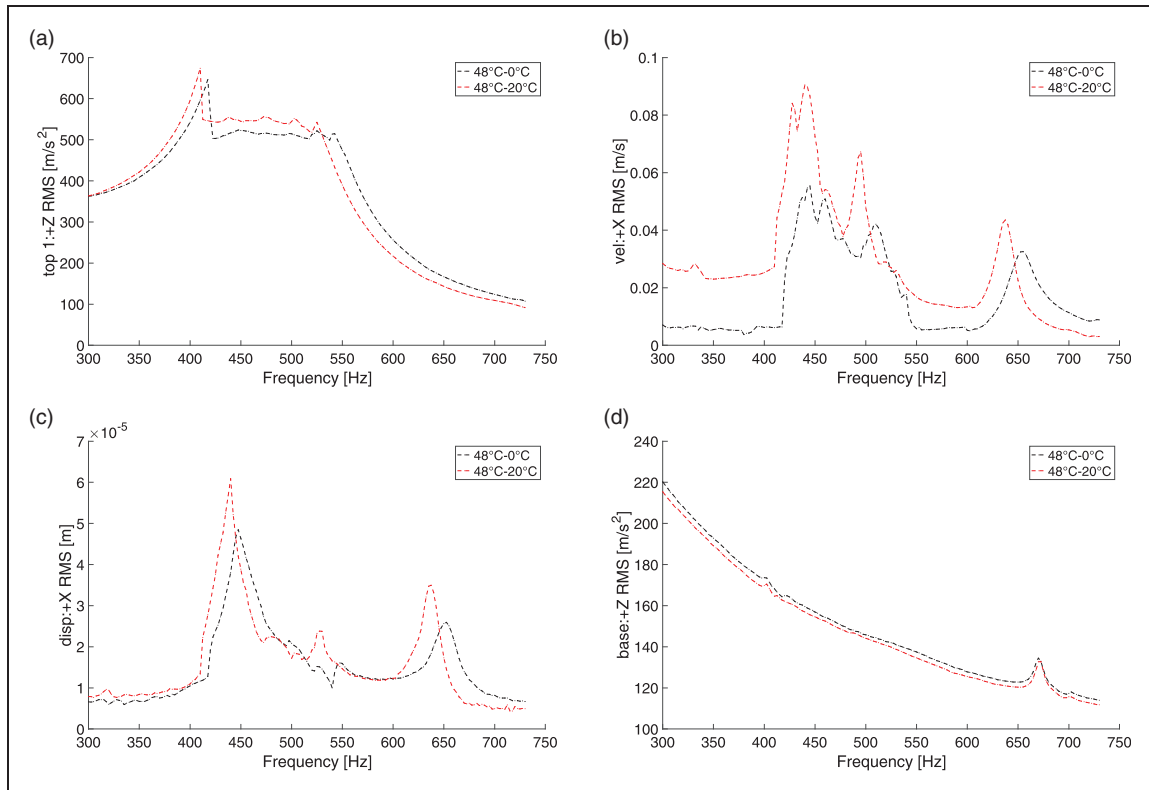 (a)
700
600
500
400
300
200
100
0
top 1:+Z RMS [m/s²]
300 350 400 450 500 550 600 650 700 750
Frequency [Hz]
48°C-0°C
48°C-20°C
(b)
0.1
0.08
0.06
0.04
0.02
0
vel:+X RMS [m/s]
300 350 400 450 500 550 600 650 700 750
Frequency [Hz]
48°C-0°C
48°C-20°C
(c)
×10⁻⁵
7
6
5
4
3
2
1
0
disp:+X RMS [m]
300 350 400 450 500 550 600 650 700 750
Frequency [Hz]
48°C-0°C
48°C-20°C
(d)
240
220
200
180
160
140
120
100
base:+Z RMS [m/s²]
300 350 400 450 500 550 600 650 700 750
Frequency [Hz]
48°C-0°C
48°C-20°C